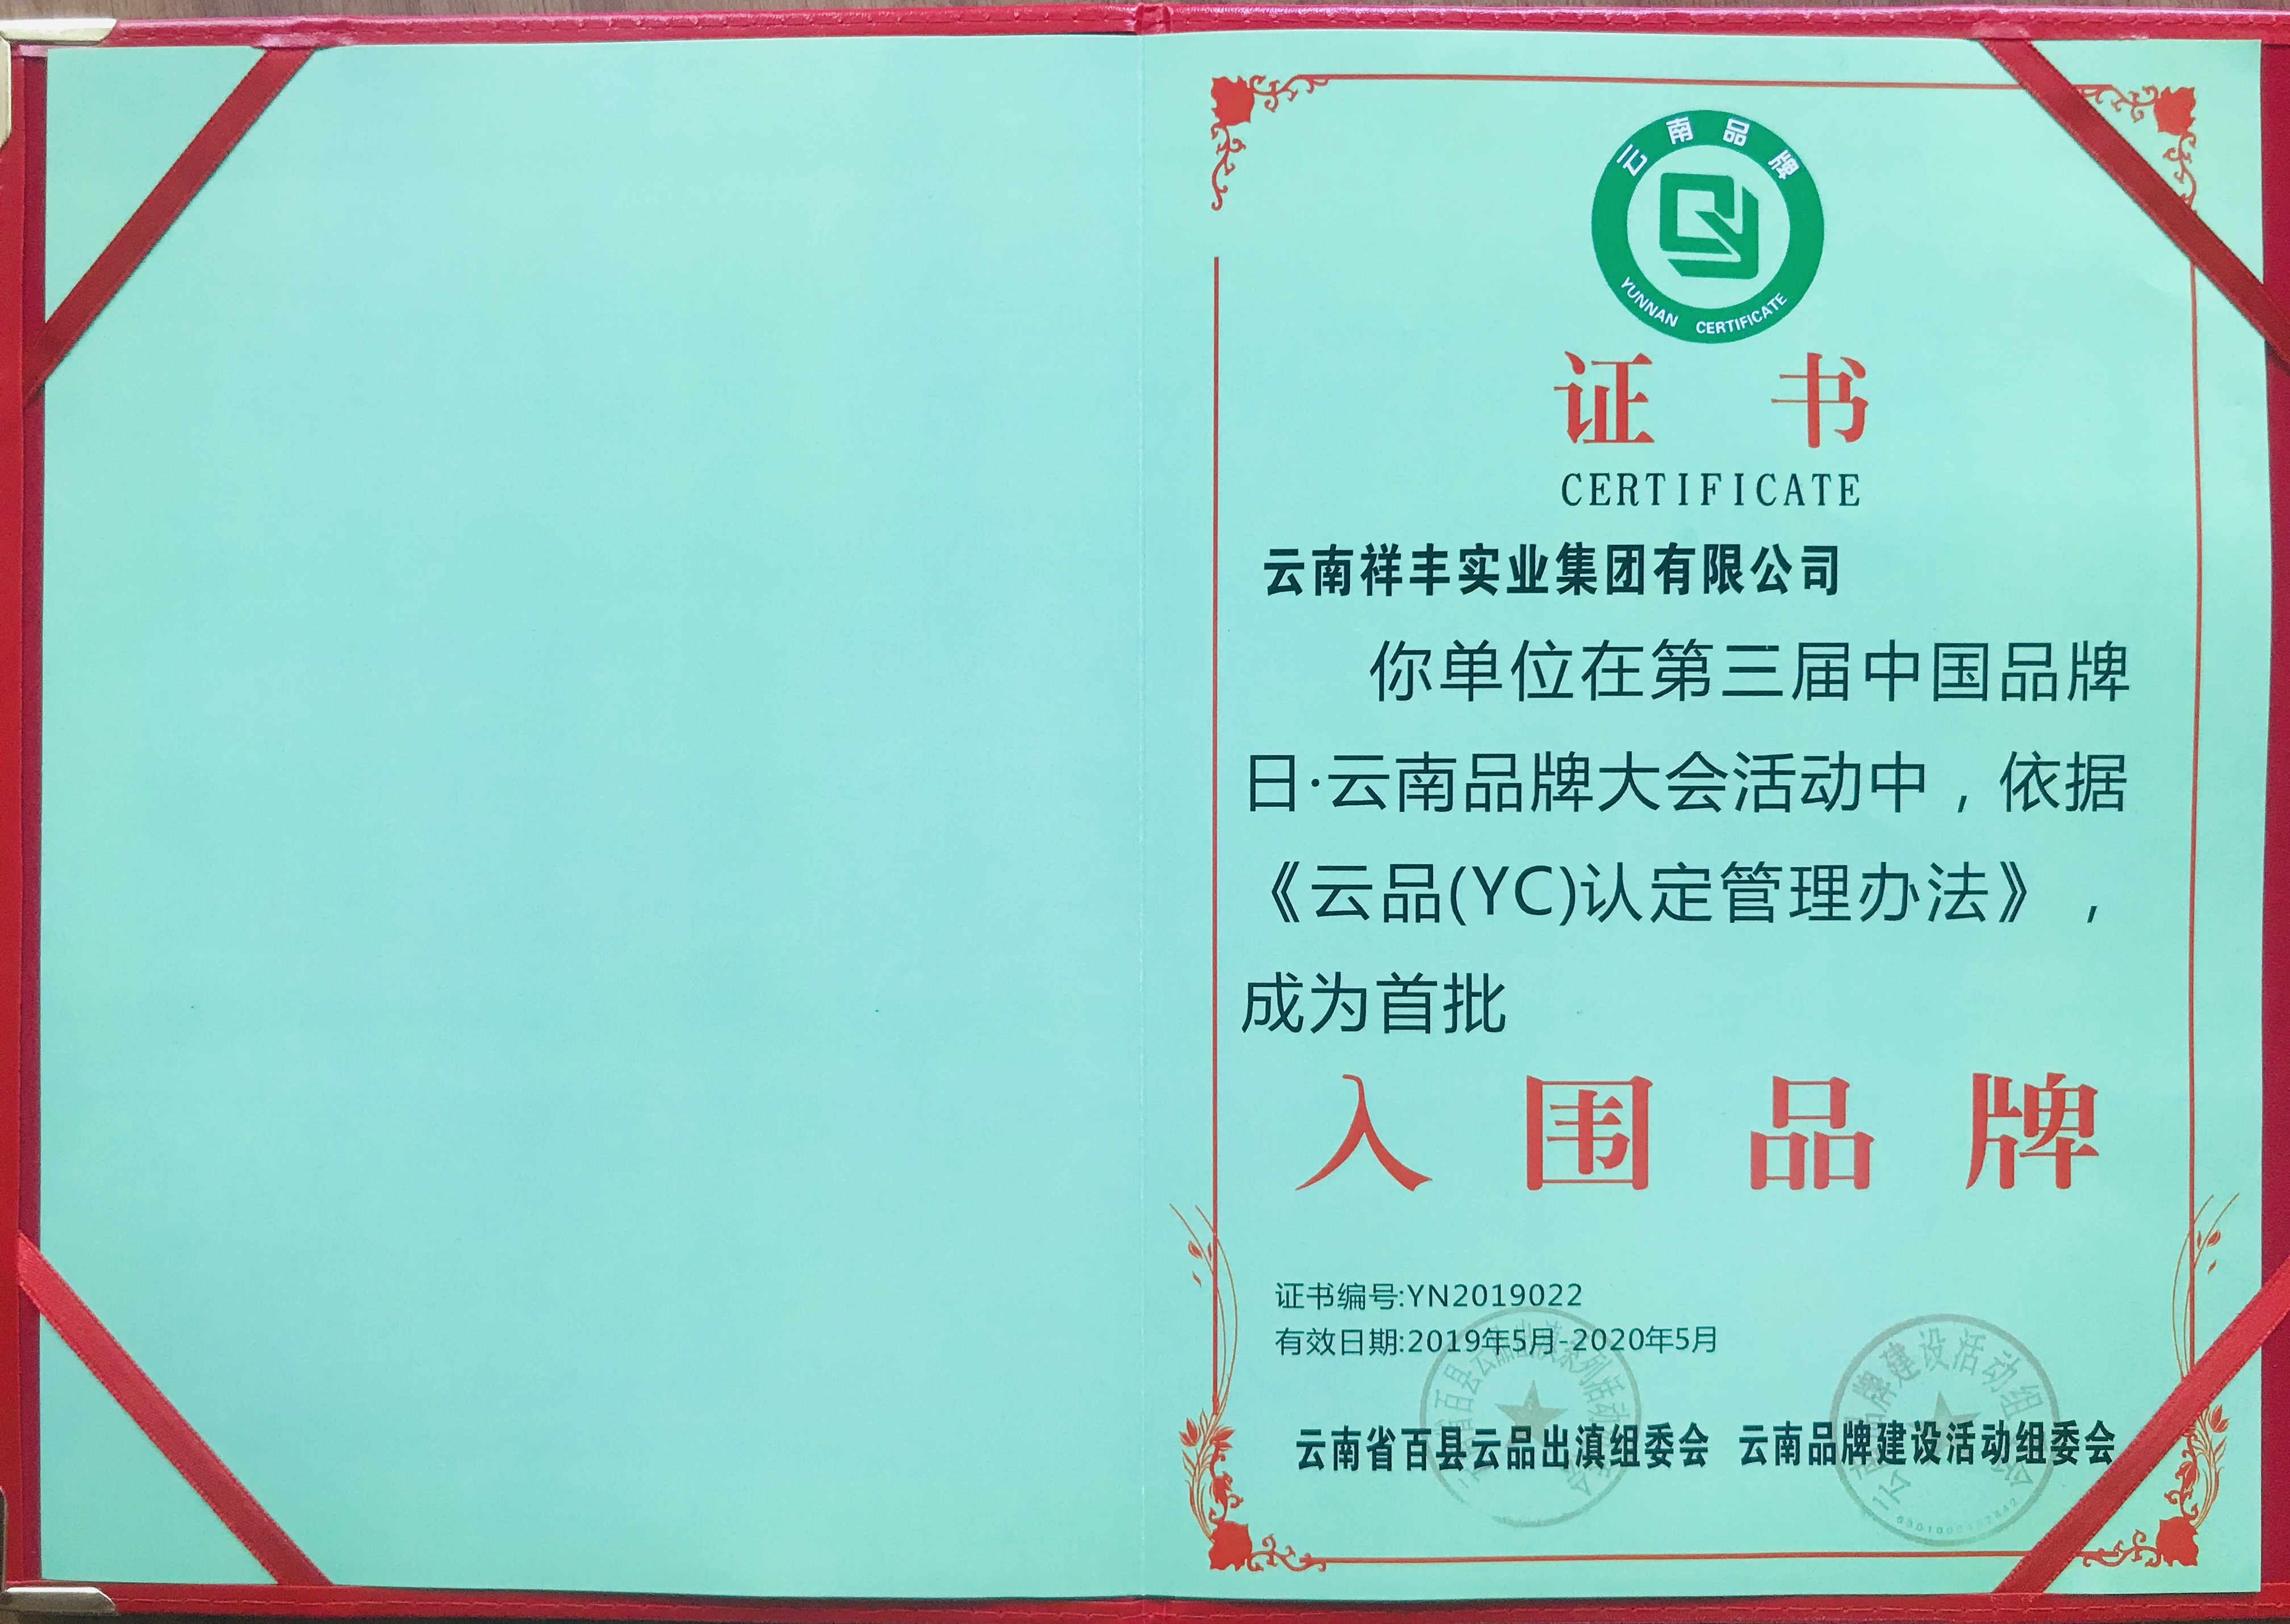 云南品牌
YUNNAN CERTIFICATE
证 书
CERTIFICATE
云南祥丰实业集团有限公司
你单位在第三届中国品牌
日·云南品牌大会活动中，依据
《云品(YC)认定管理办法》，
成为首批
入 围 品 牌
证书编号:YN2019022
有效日期:2019年5月-2020年5月
云南省百县云品出滇组委会 云南品牌建设活动组委会